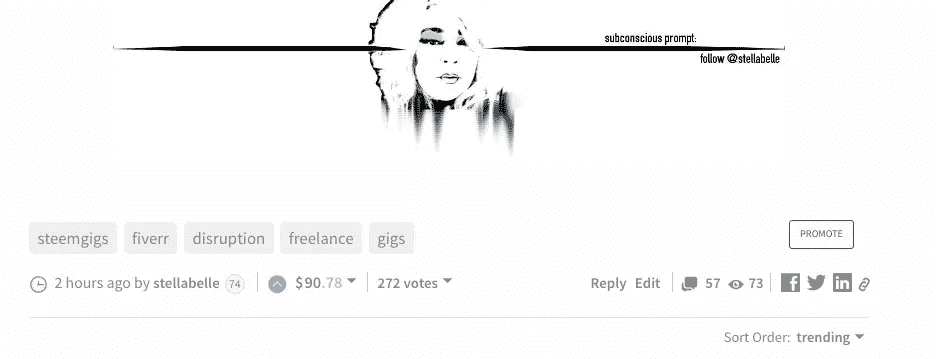 subconscious prompt:
follow @stellabelle
steemgigs fiverr disruption freelance gigs
PROMOTE
2 hours ago by stellabelle 74 $90.78 272 votes Reply Edit 57 73
Sort Order: trending